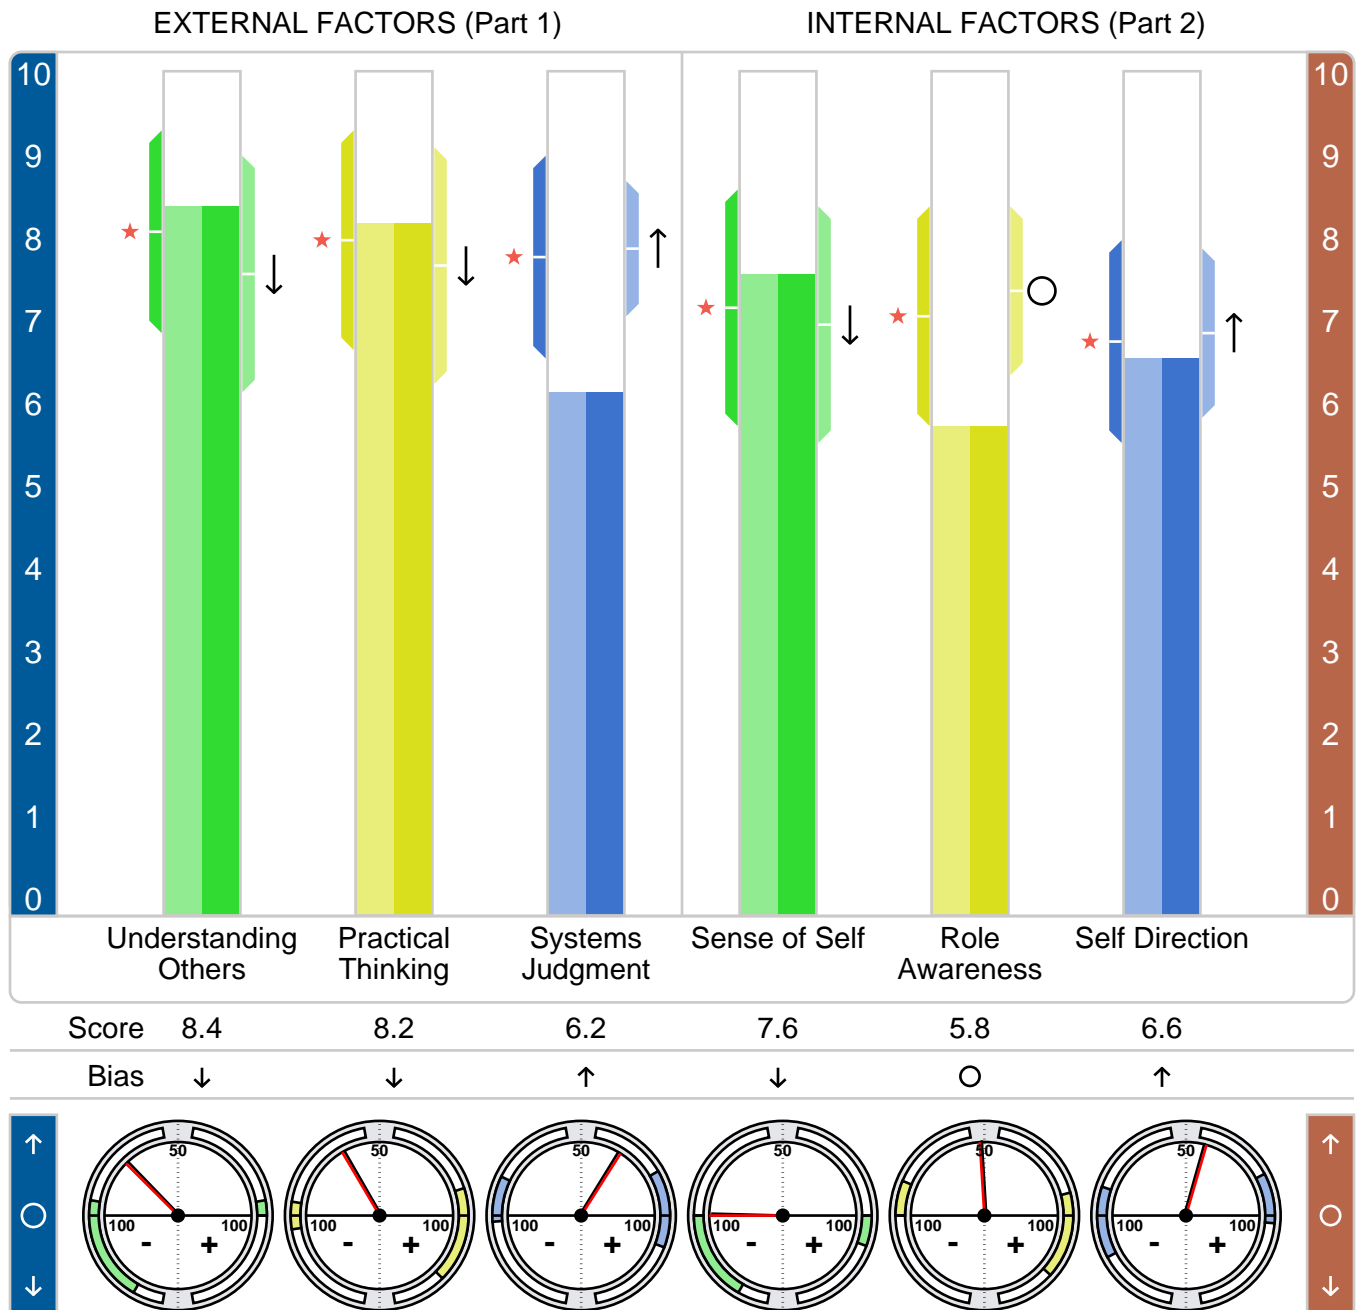 EXTERNAL FACTORS (Part 1)
INTERNAL FACTORS (Part 2)
10
10
9
9
8
8
7
7
6
6
5
5
4
4
3
3
2
2
1
1
0
0
Understanding
Others
Practical
Thinking
Systems
Judgment
Sense of Self
Role
Awareness
Self Direction
Score 8.4 8.2 6.2 7.6 5.8 6.6
Bias ↓ ↓ ↑ ↓ ○ ↑
50
100 100
- +
50
100 100
- +
50
100 100
- +
50
100 100
- +
50
100 100
- +
50
100 100
- +